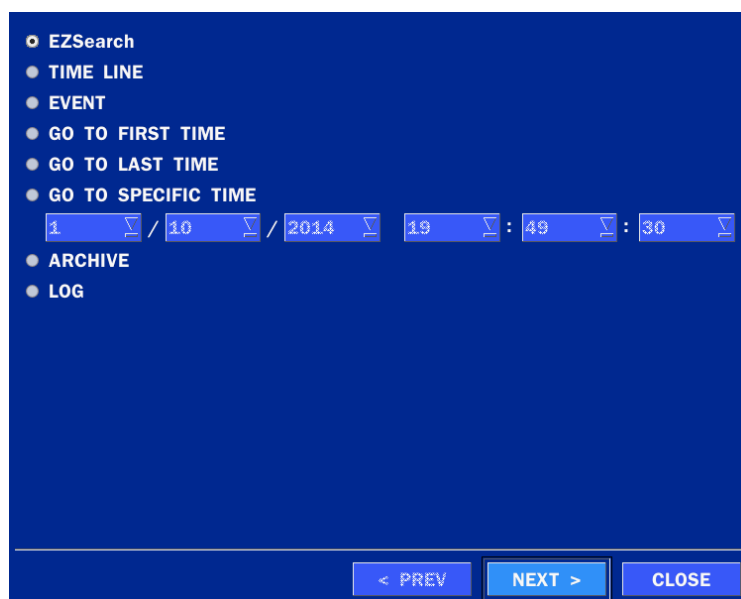 EZSearch
TIME LINE
EVENT
GO TO FIRST TIME
GO TO LAST TIME
GO TO SPECIFIC TIME
1 / 10 / 2014 19 : 49 : 30
ARCHIVE
LOG
< PREV NEXT > CLOSE